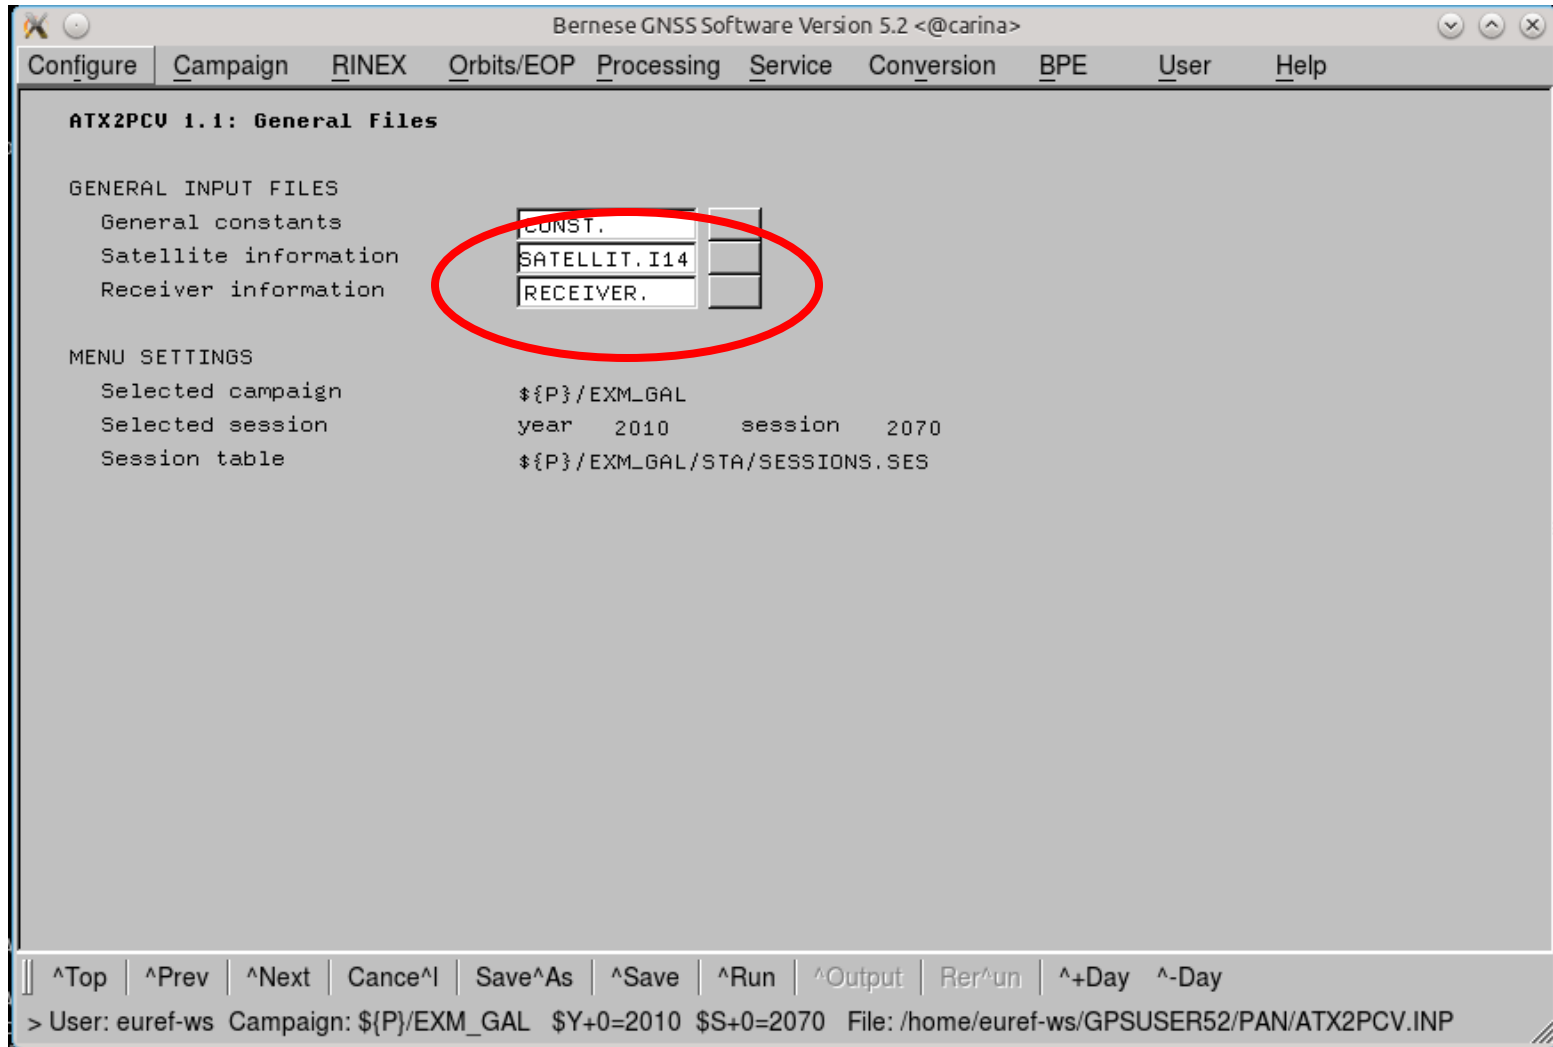 Bernese GNSS Software Version 5.2 <@carina>
Configure Campaign RINEX Orbits/EOP Processing Service Conversion BPE User Help
ATX2PCV 1.1: General Files
GENERAL INPUT FILES
General constants CONST.
Satellite information SATELLIT.I14
Receiver information RECEIVER.
MENU SETTINGS
Selected campaign ${P}/EXM_GAL
Selected session year 2010 session 2070
Session table ${P}/EXM_GAL/STA/SESSIONS.SES
^Top ^Prev ^Next Cance^l Save^As ^Save ^Run ^Output Rer^un ^+Day ^-Day
> User: euref-ws Campaign: ${P}/EXM_GAL $Y+0=2010 $S+0=2070 File: /home/euref-ws/GPSUSER52/PAN/ATX2PCV.INP